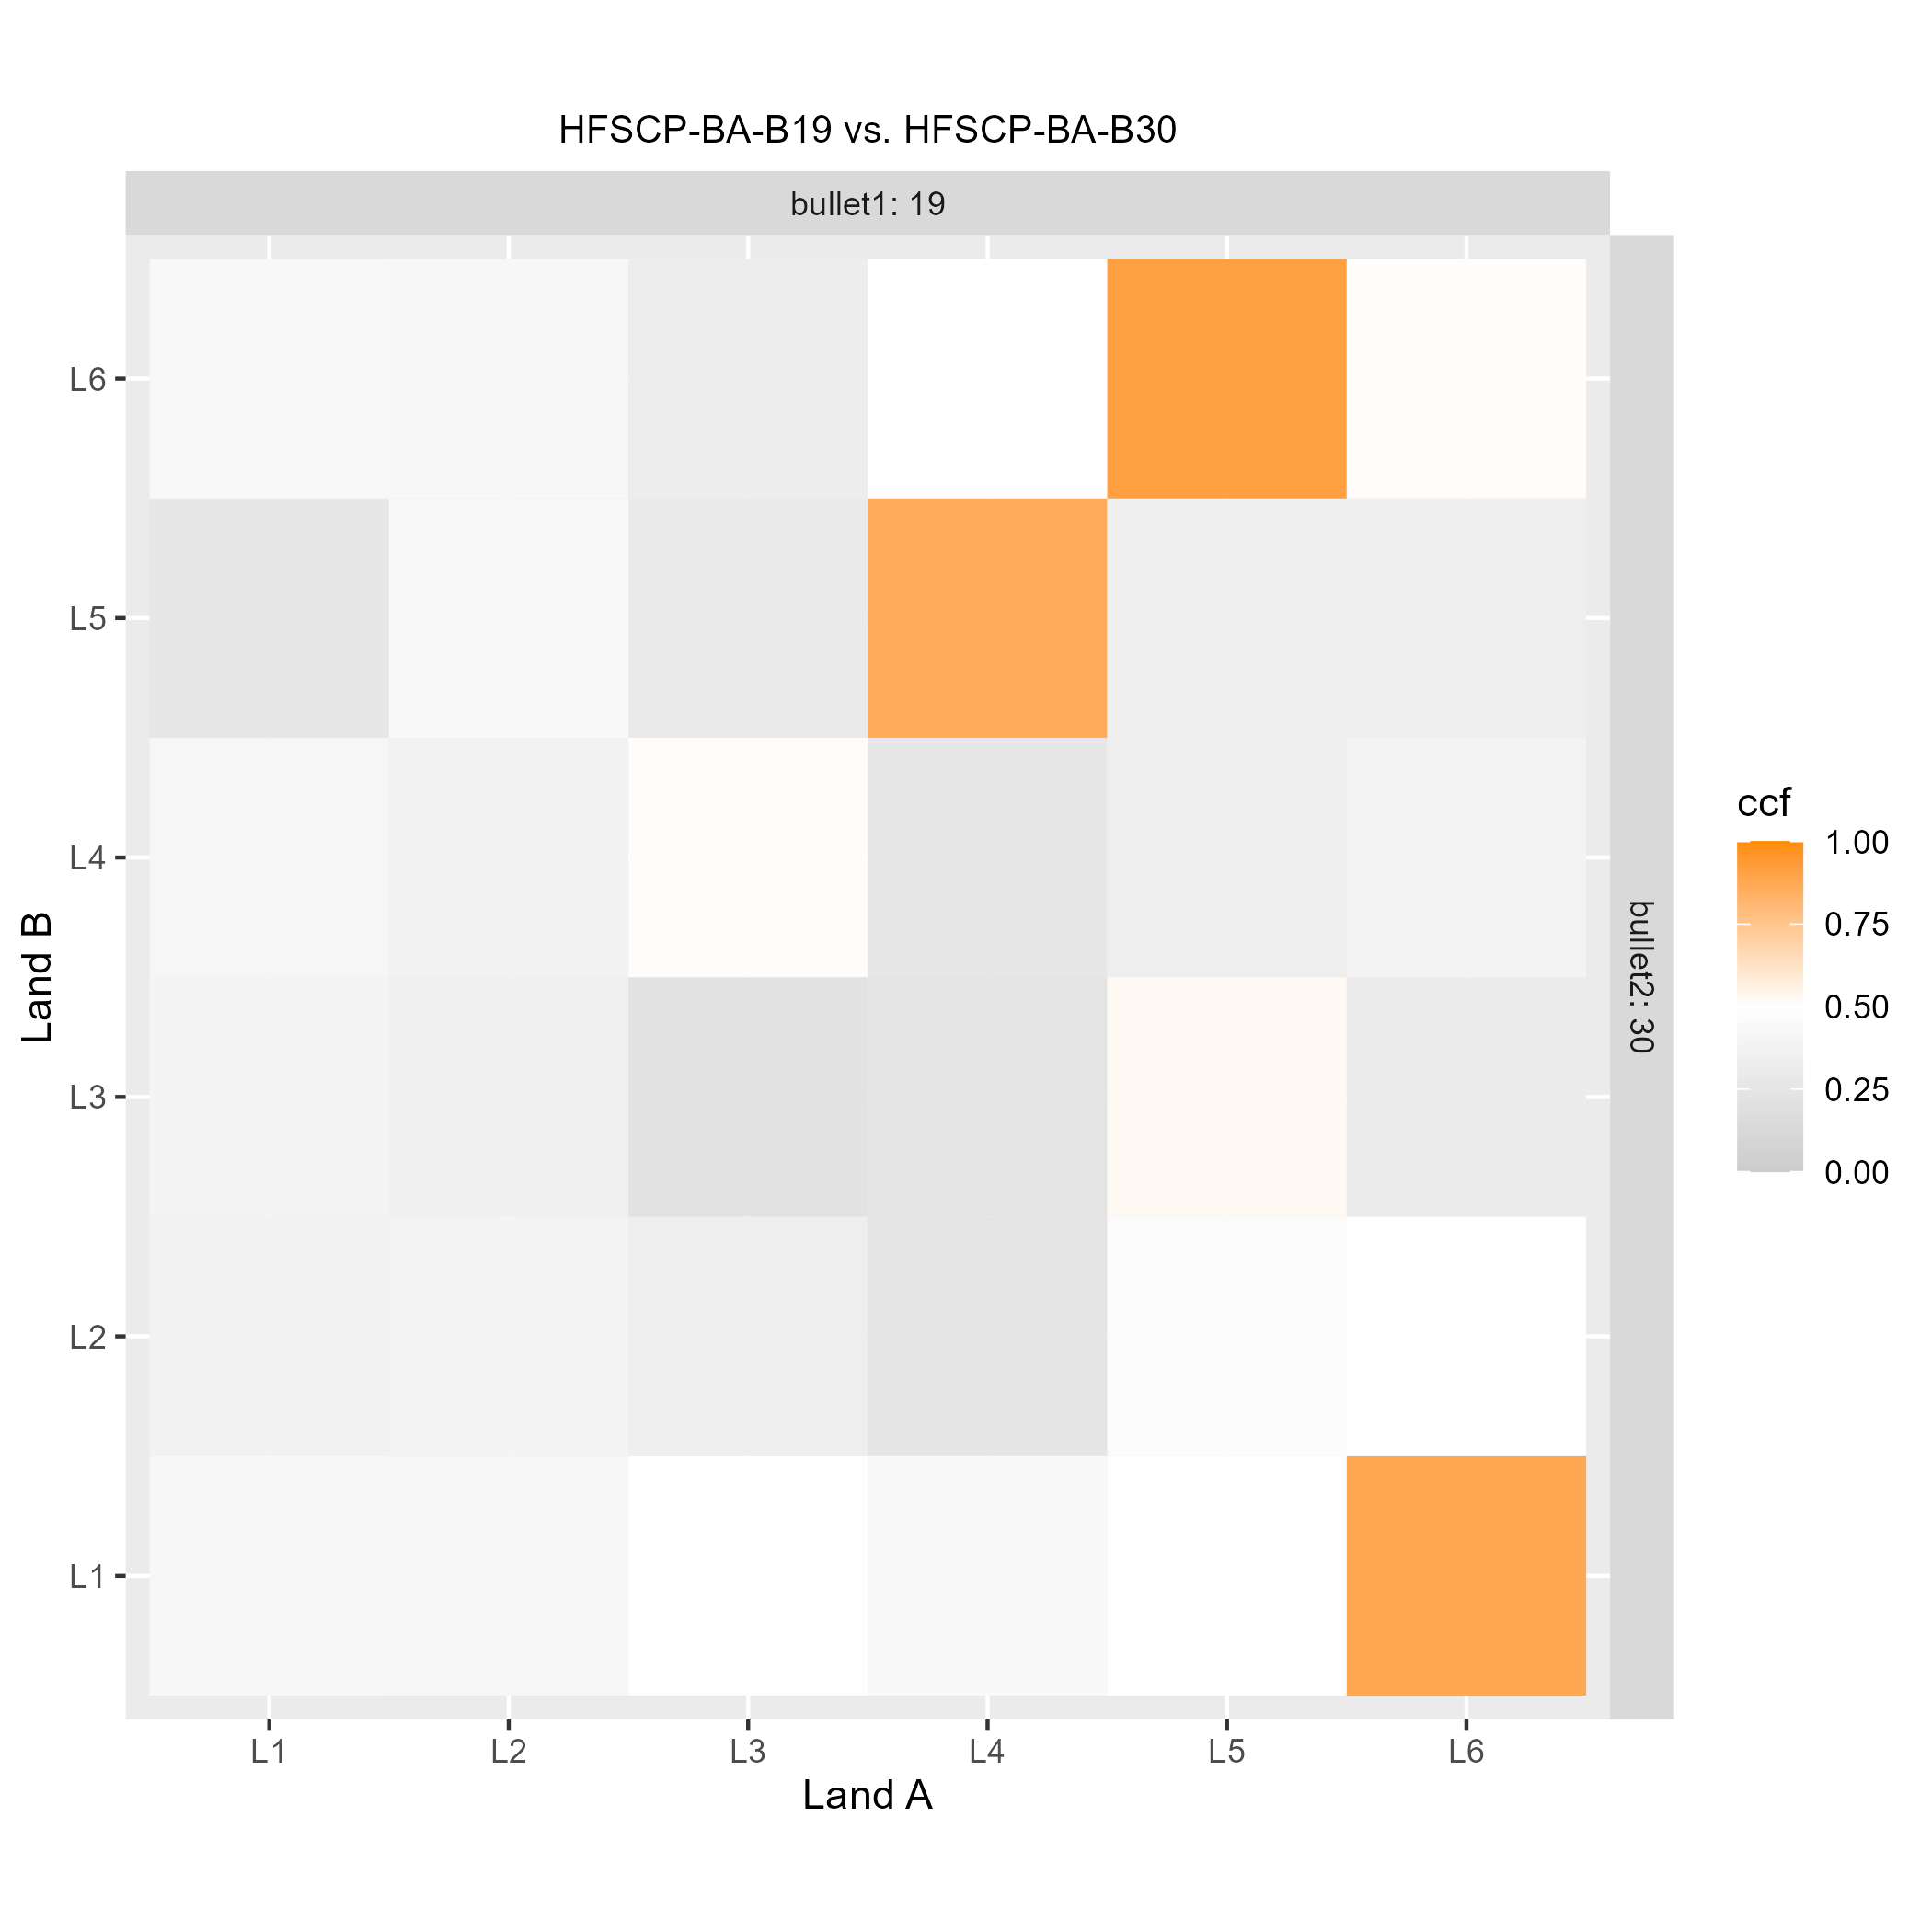 HFSCP-BA-B19 vs. HFSCP-BA-B30
bullet1: 19
L6
L5
L4
L3
L2
L1
Land B
bullet2: 30
L1 L2 L3 L4 L5 L6
Land A
ccf
1.00
0.75
0.50
0.25
0.00